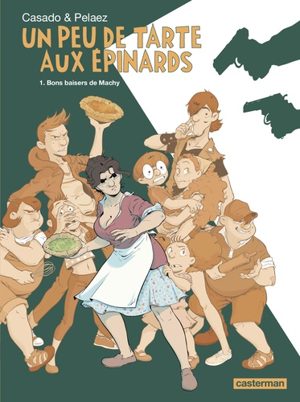 Casado & Pelaez
UN PEU DE TARTE
AUX ÉPINARDS
1. Bons baisers de Machy
casterman